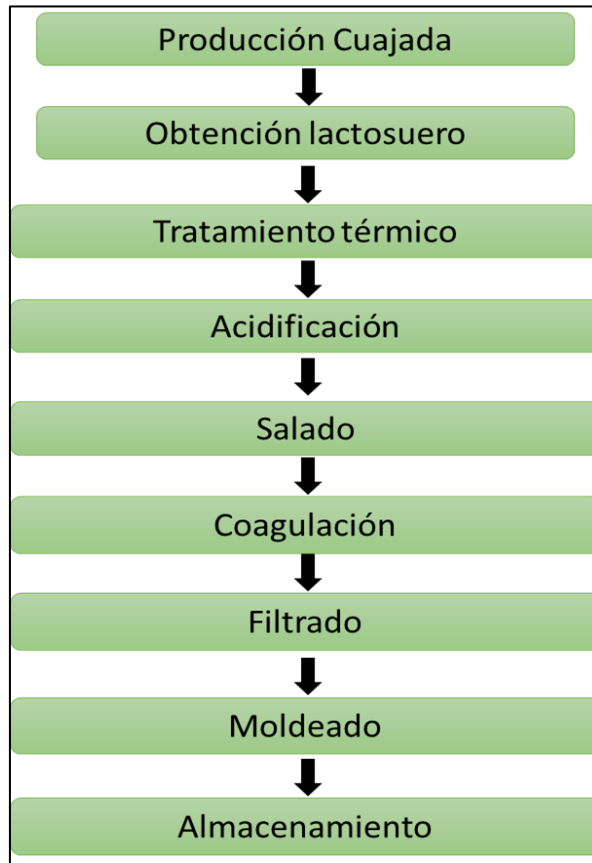 Producción Cuajada
Obtención lactosuero
Tratamiento térmico
Acidificación
Salado
Coagulación
Filtrado
Moldeado
Almacenamiento